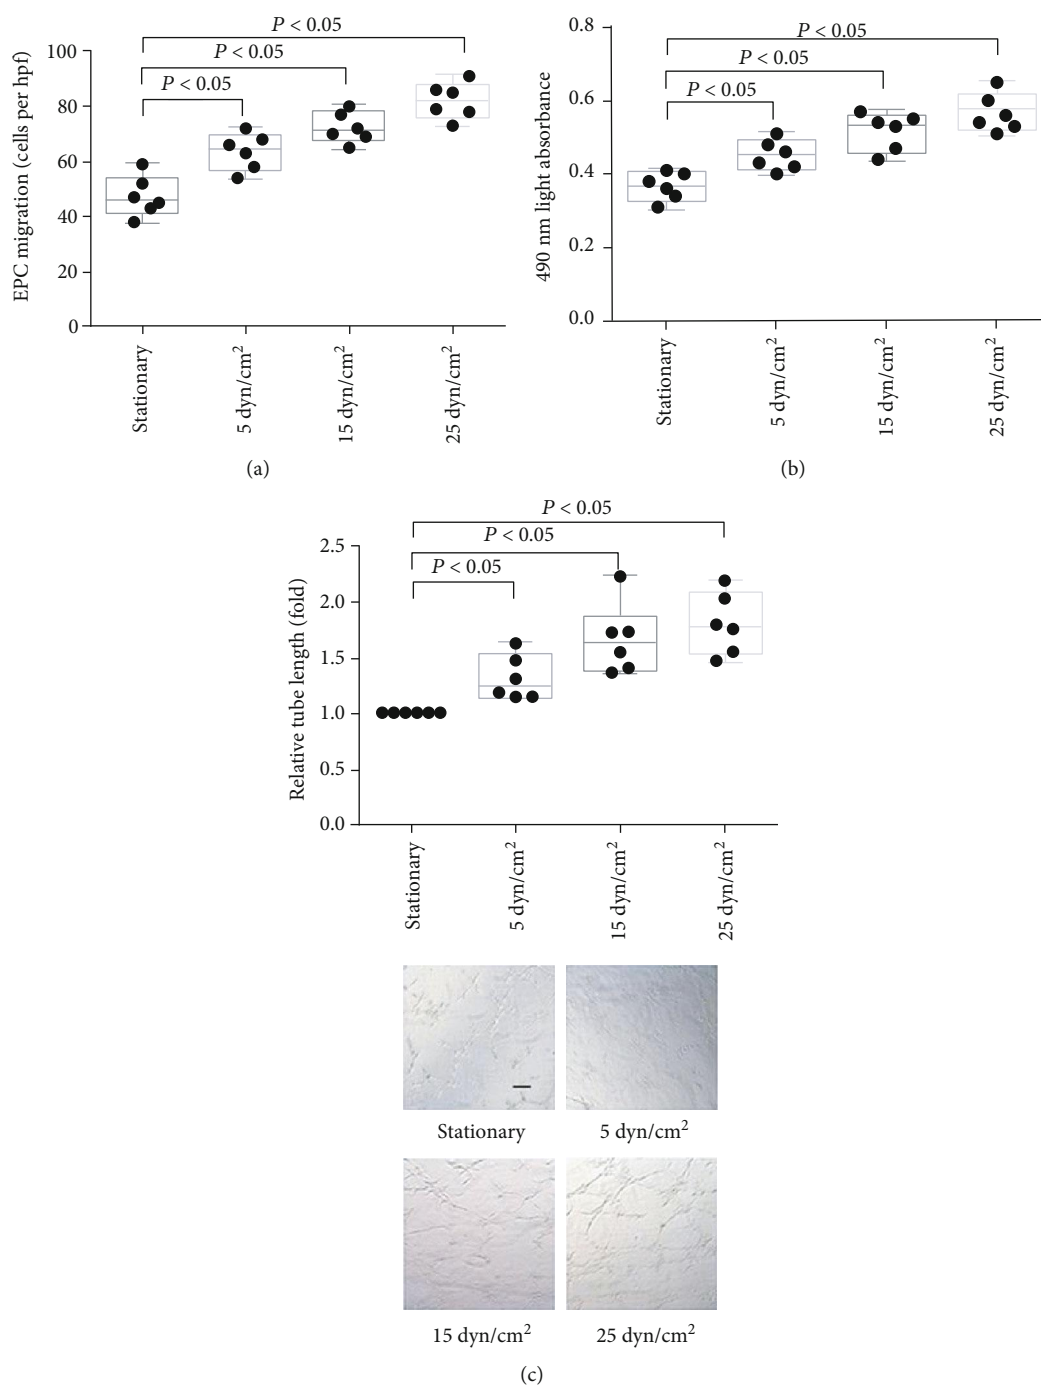 P < 0.05
P < 0.05
P < 0.05
EPC migration (cells per hpf)
100
80
60
40
20
0
Stationary
5 dyn/cm²
15 dyn/cm²
25 dyn/cm²
(a)
P < 0.05
P < 0.05
P < 0.05
490 nm light absorbance
0.8
0.6
0.4
0.2
0.0
Stationary
5 dyn/cm²
15 dyn/cm²
25 dyn/cm²
(b)
P < 0.05
P < 0.05
P < 0.05
Relative tube length (fold)
2.5
2.0
1.5
1.0
0.5
0.0
Stationary
5 dyn/cm²
15 dyn/cm²
25 dyn/cm²
Stationary
5 dyn/cm²
15 dyn/cm²
25 dyn/cm²
(c)